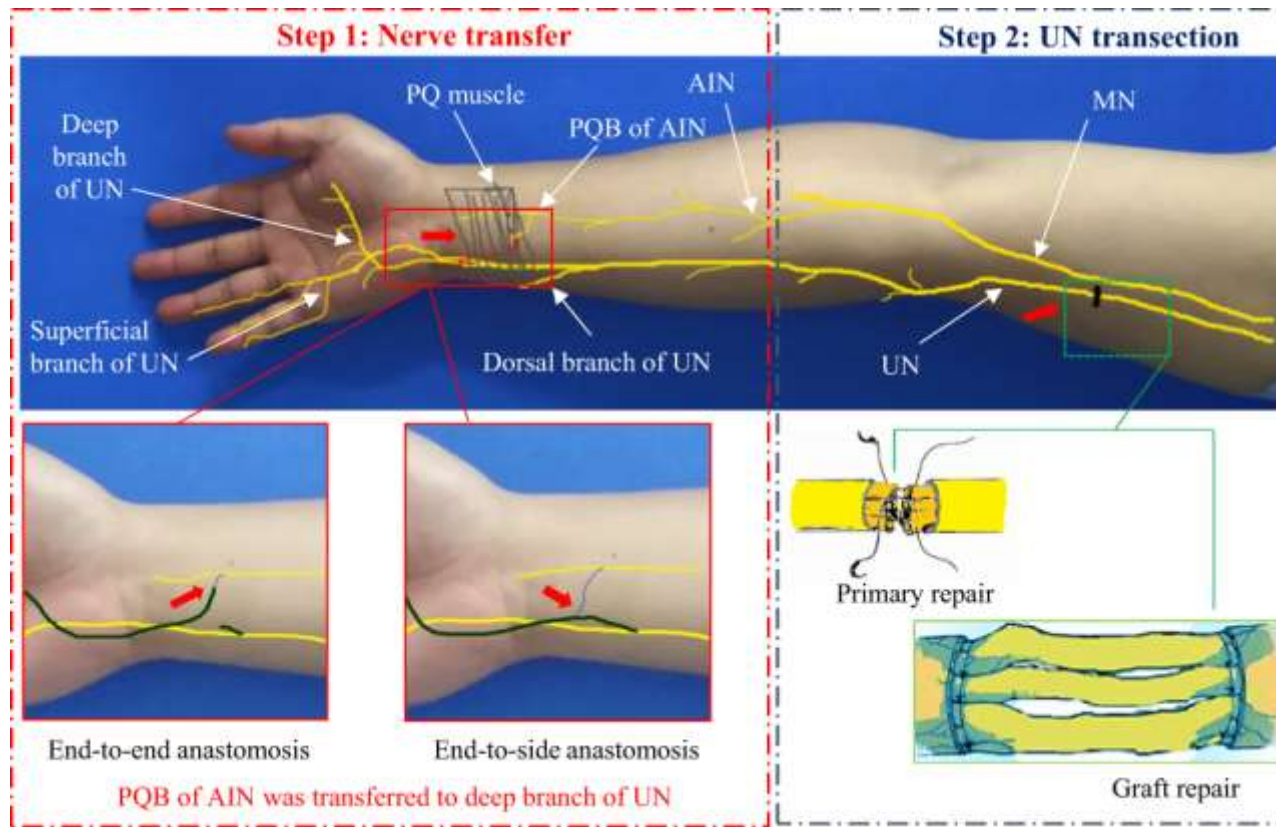 Step 1: Nerve transfer
Step 2: UN transection
PQ muscle
AIN
MN
Deep
branch
of UN
PQB of AIN
Superficial
branch of UN
Dorsal branch of UN
UN
Primary repair
End-to-end anastomosis
End-to-side anastomosis
Graft repair
PQB of AIN was transferred to deep branch of UN